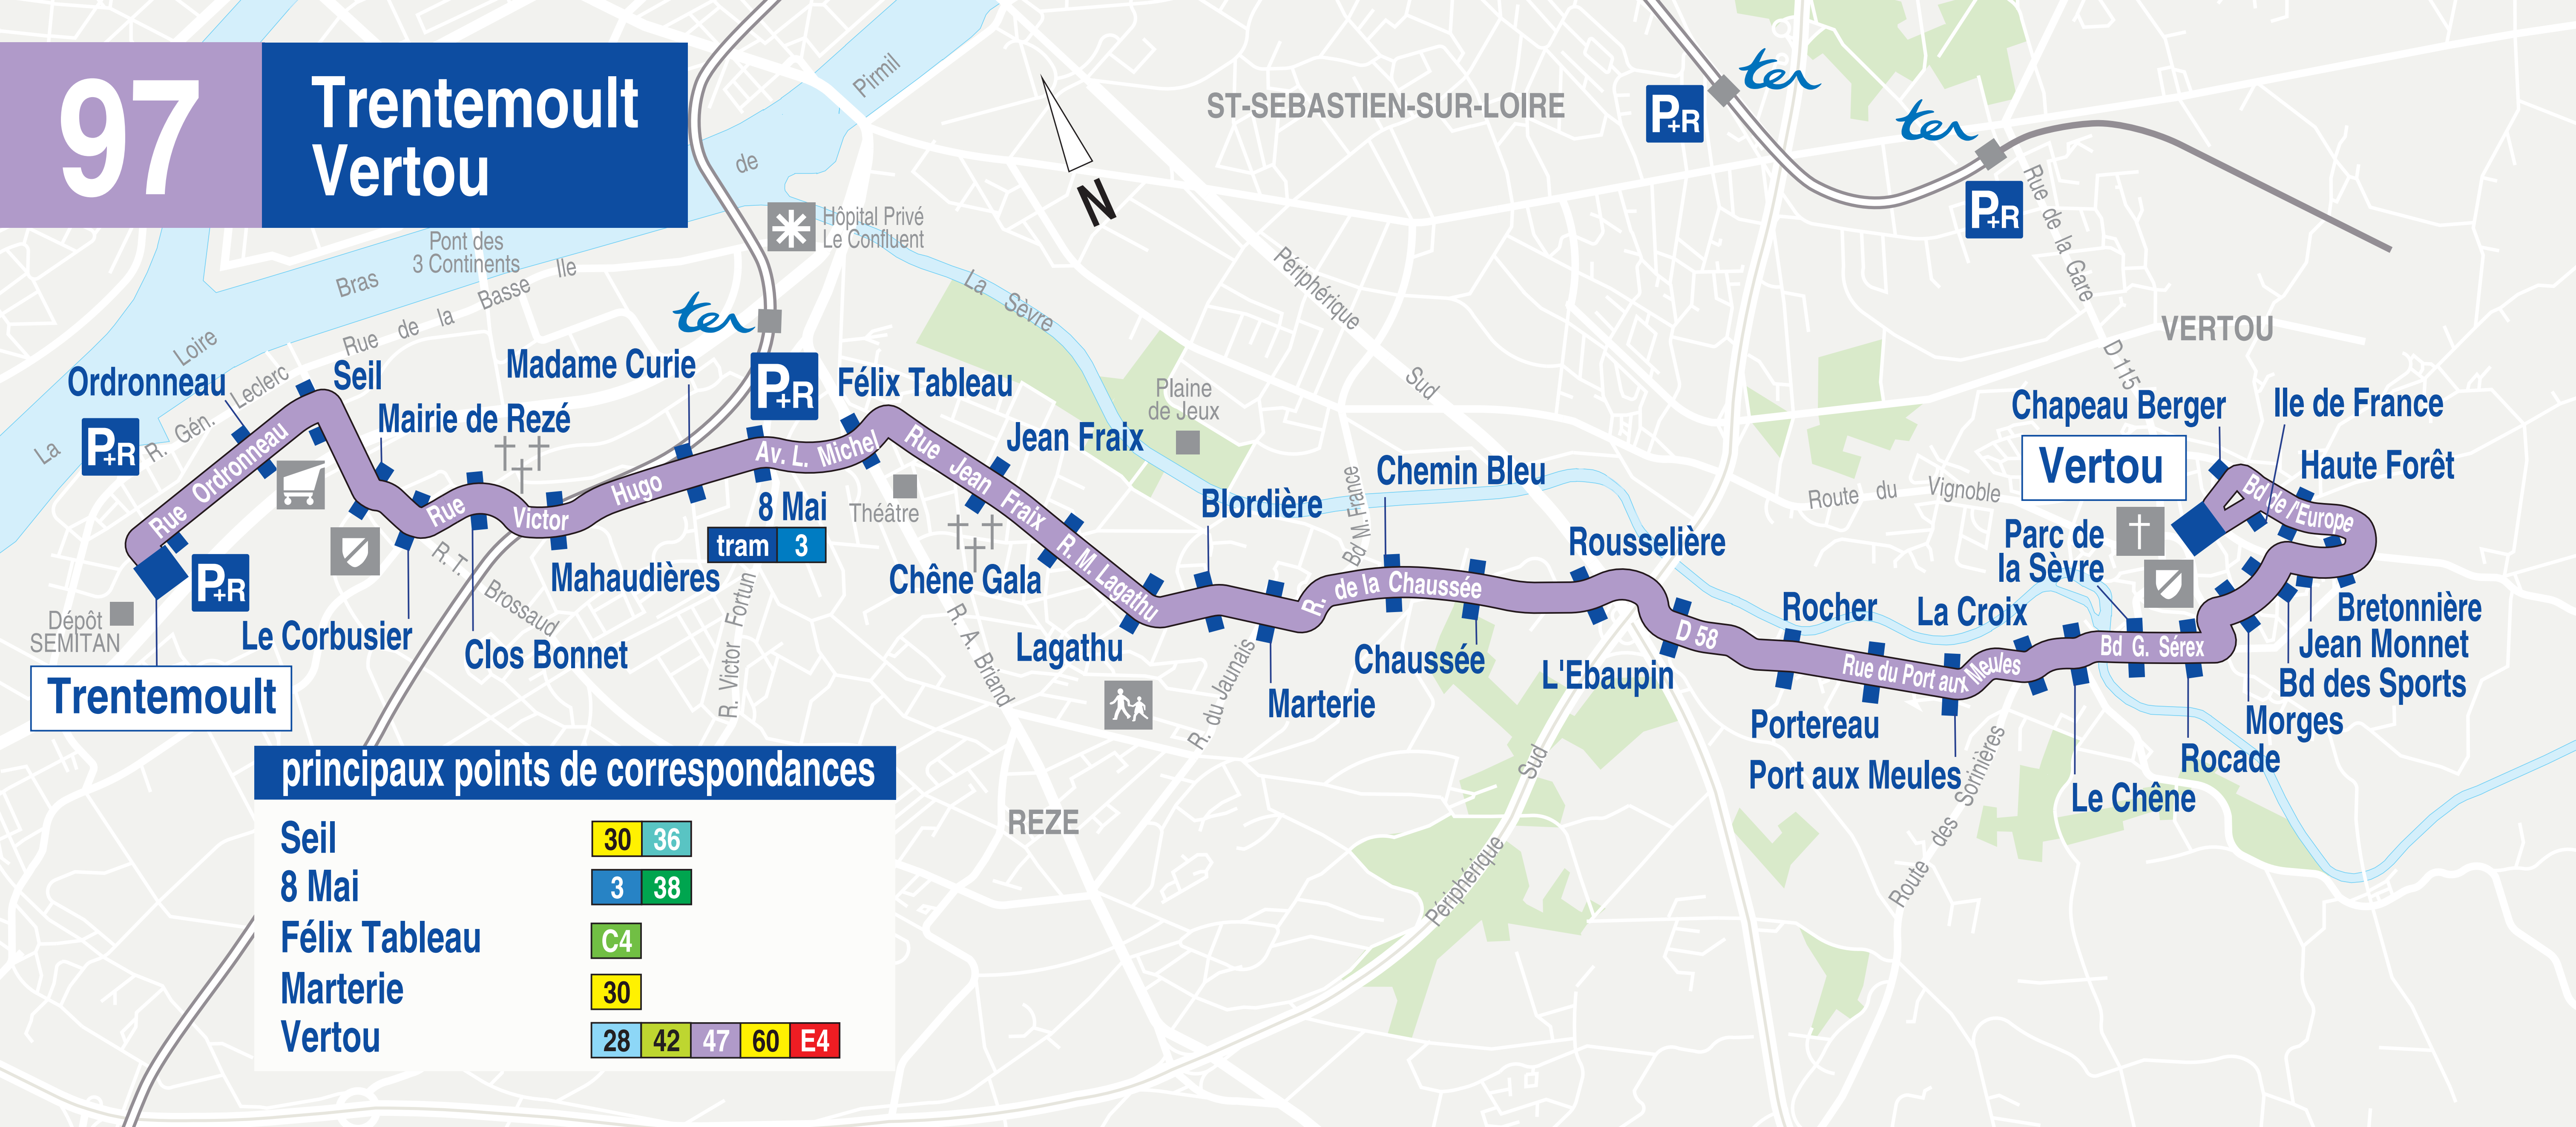 97
Trentemoult
Vertou
Pirmil
de
Pont des
3 Continents
Bras
Rue de la Basse Ile
La Loire
R. Gén. Leclerc
Hôpital Privé
Le Confluent
ter
P+R
La Sèvre
N
ST-SEBASTIEN-SUR-LOIRE
Périphérique Sud
P+R
ter
ter
P+R
Rue de la Gare
D 115
VERTOU
Ordronneau
Seil
P+R
Mairie de Rezé
Madame Curie
Félix Tableau
Jean Fraix
Plaine
de Jeux
Rue Ordronneau
Rue Victor Hugo
Av. L. Michel
Rue Jean Fraix
R. M. Lagathu
R. de la Chaussée
D 58
Rue du Port aux Meules
Bd G. Sérex
Bd de l'Europe
P+R
Dépôt
SEMITAN
Trentemoult
Le Corbusier
R. T. Brossaud
Clos Bonnet
Mahaudières
8 Mai
tram 3
R. Victor Fortun
Théâtre
Chêne Gala
R. A. Briand
Lagathu
Blordière
R. du Jaunâis
Marterie
Bd M. France
Chemin Bleu
Chaussée
Rousselière
L'Ebaupin
Périphérique Sud
Route du Vignoble
Rocher
Portereau
La Croix
Port aux Meules
Route des Sorinières
Le Chêne
Parc de
la Sèvre
Rocade
Morges
Bd des Sports
Jean Monnet
Bretonnière
Haute Forêt
Ile de France
Chapeau Berger
Vertou
REZE
principaux points de correspondances
Seil 30 36
8 Mai 3 38
Félix Tableau C4
Marterie 30
Vertou 28 42 47 60 E4